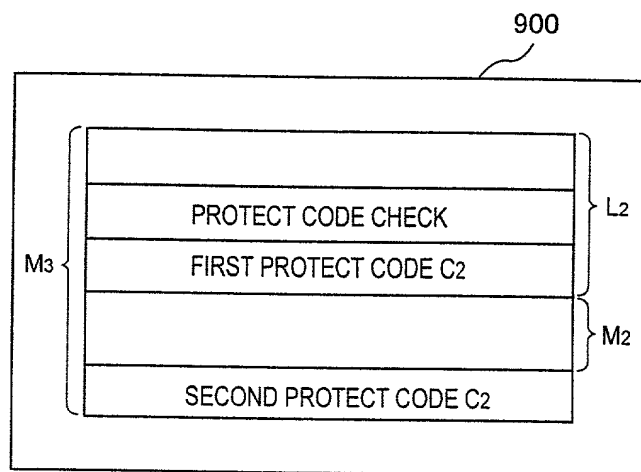 900
PROTECT CODE CHECK
L2
M3
FIRST PROTECT CODE C2
M2
SECOND PROTECT CODE C2